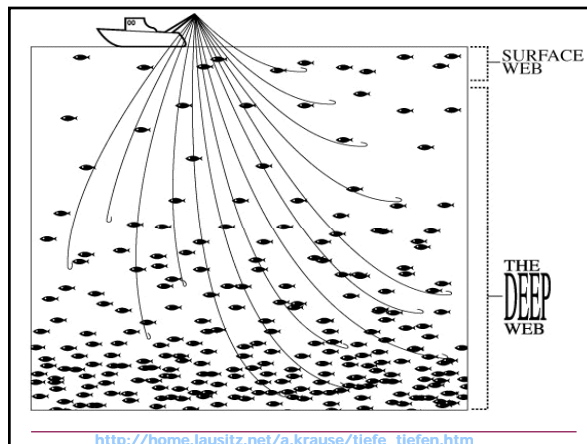 SURFACE
WEB
THE
DEEP
WEB
http://home.lausitz.net/a.krause/tiefe_tiefen.htm